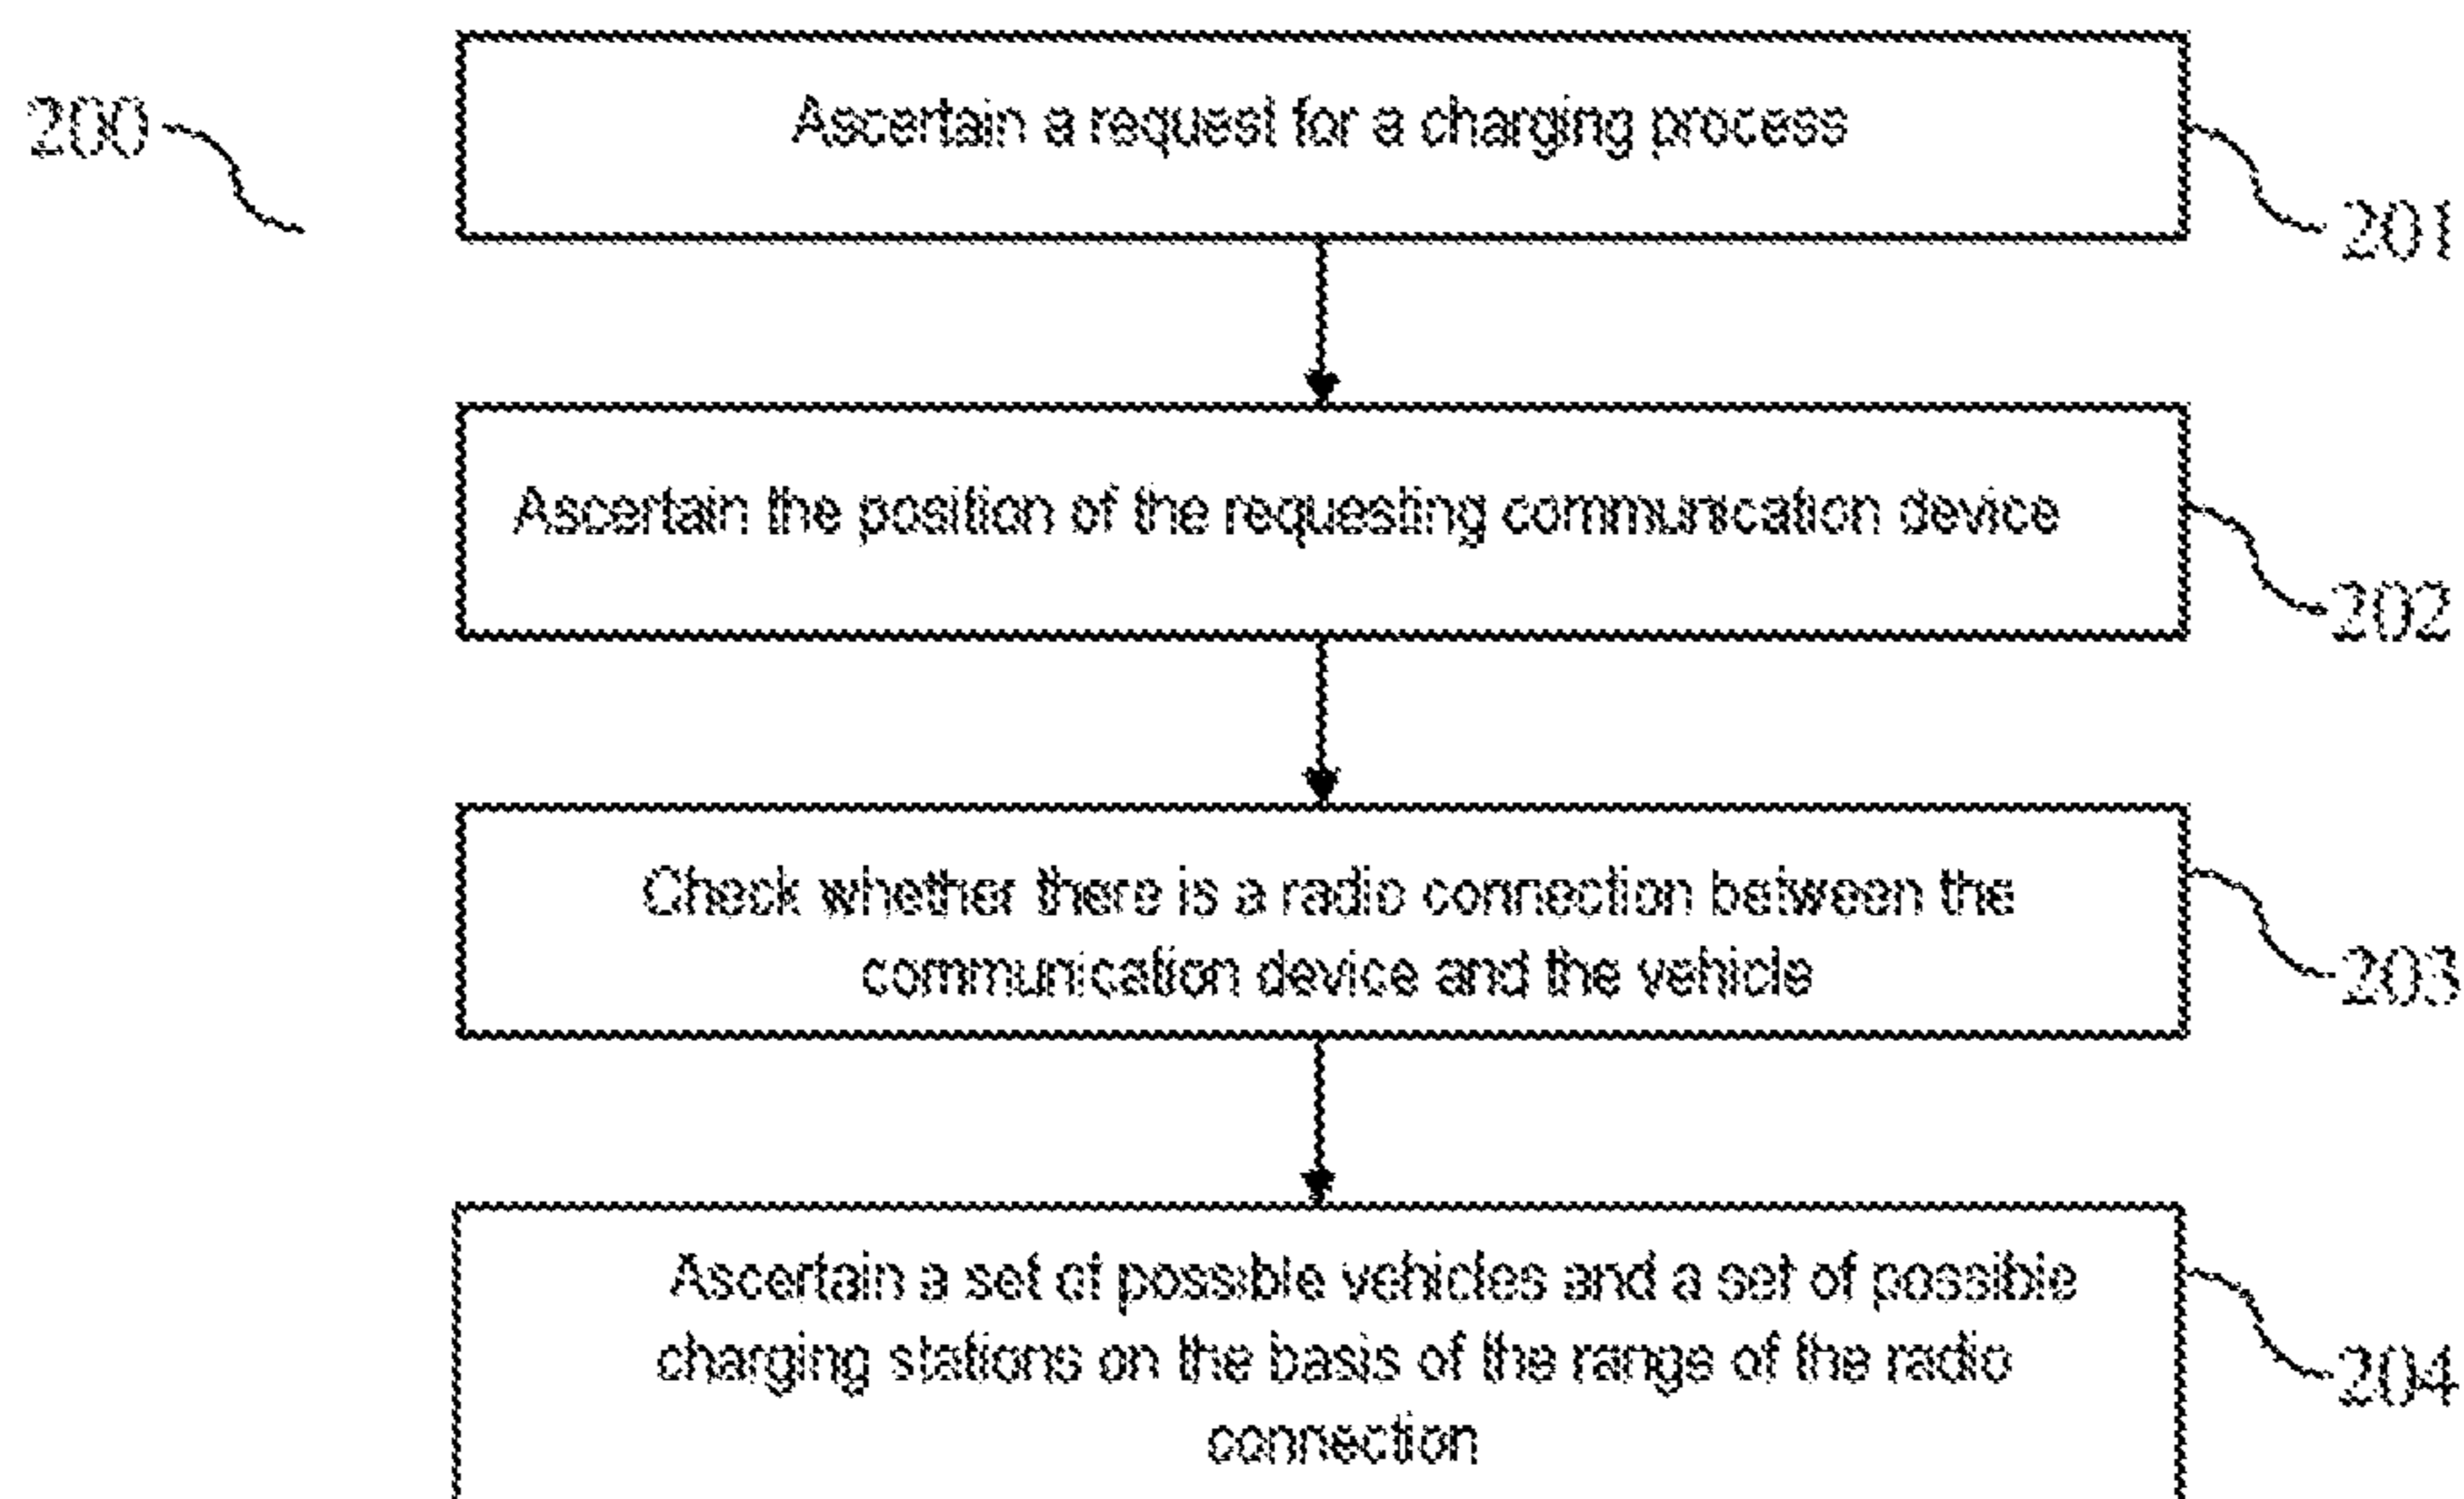 200
Ascertain a request for a charging process
201
Ascertain the position of the requesting communication device
202
Check whether there is a radio connection between the
communication device and the vehicle
203
Ascertain a set of possible vehicles and a set of possible
charging stations on the basis of the range of the radio
connection
204